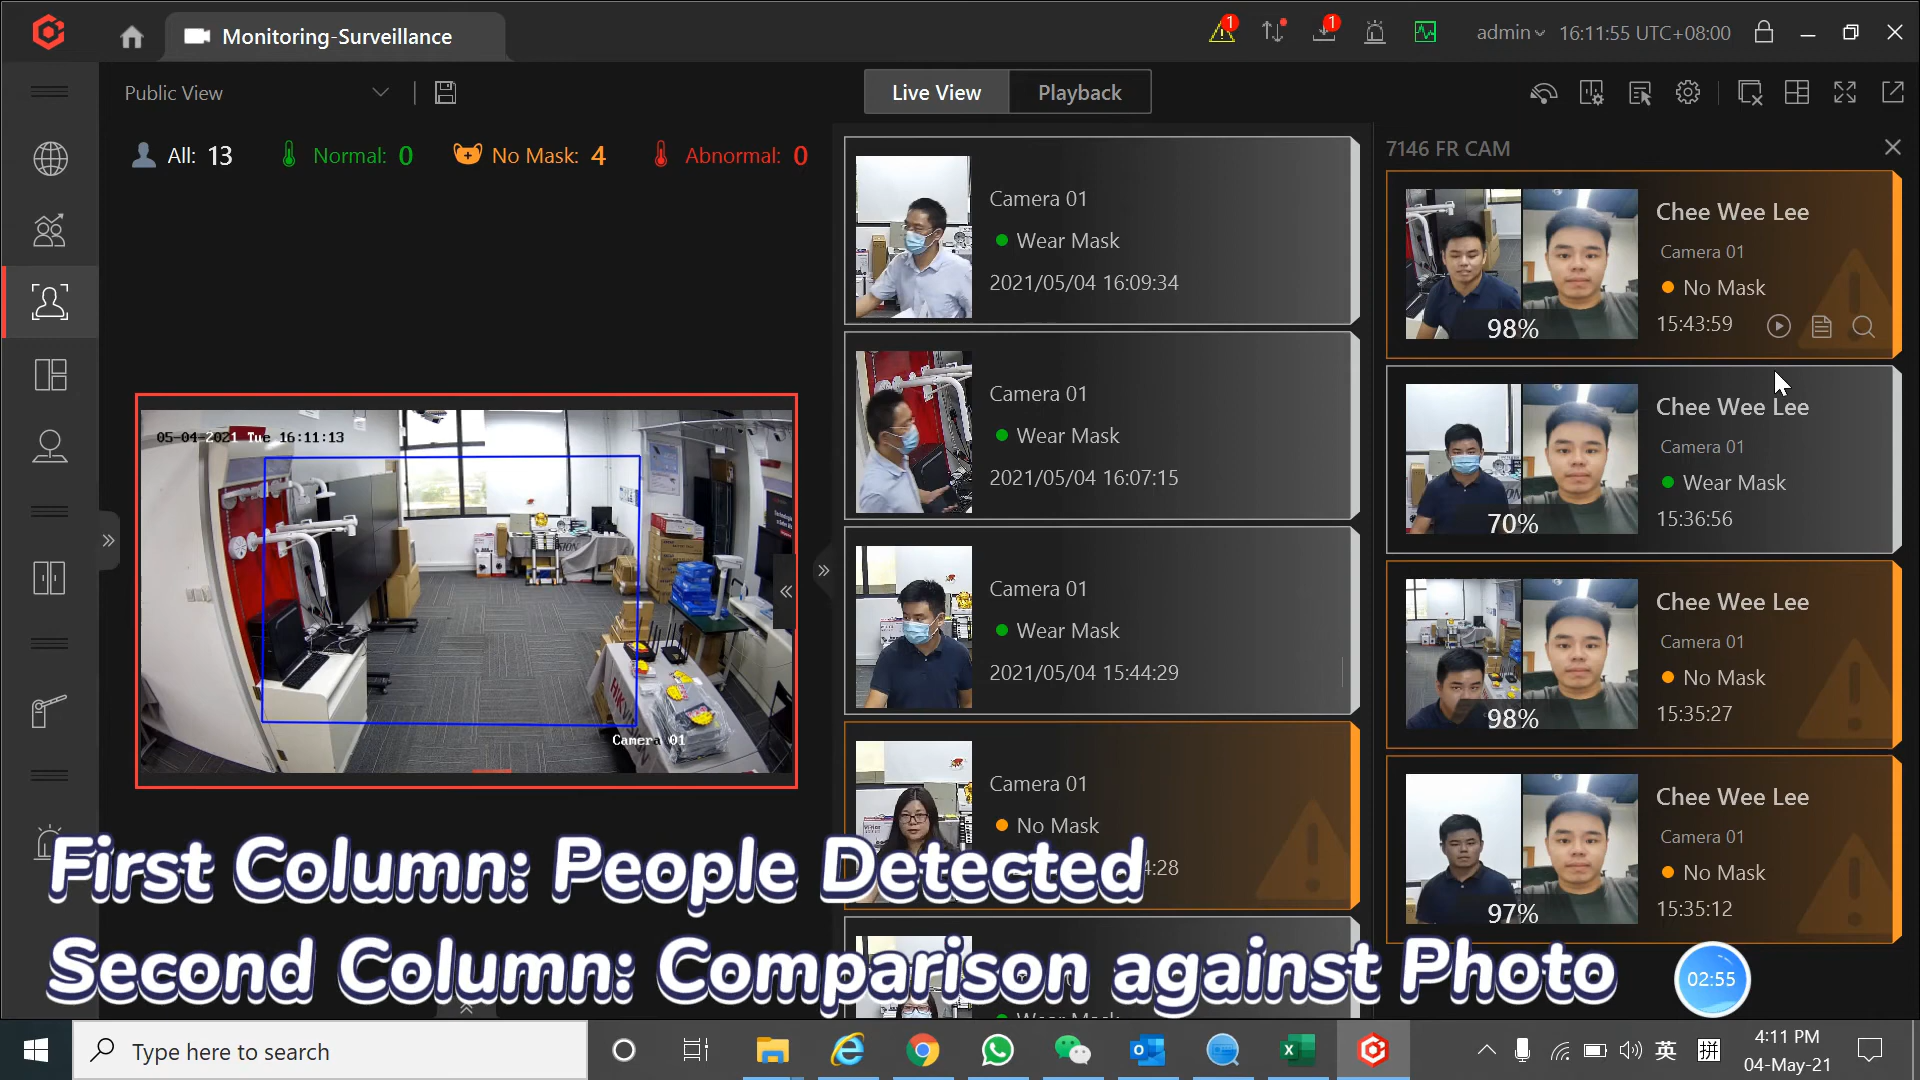 Monitoring-Surveillance
1
1
admin
16:11:55 UTC+08:00
Public View
Live View
Playback
All: 13
Normal: 0
No Mask: 4
Abnormal: 0
05-04-2021 Tue 16:11:13
Camera 01
Camera 01
Wear Mask
2021/05/04 16:09:34
Camera 01
Wear Mask
2021/05/04 16:07:15
Camera 01
Wear Mask
2021/05/04 15:44:29
Camera 01
No Mask
4:28
7146 FR CAM
Chee Wee Lee
Camera 01
No Mask
15:43:59
98%
Chee Wee Lee
Camera 01
Wear Mask
15:36:56
70%
Chee Wee Lee
Camera 01
No Mask
15:35:27
98%
Chee Wee Lee
Camera 01
No Mask
15:35:12
97%
First Column: People Detected
Second Column: Comparison against Photo
02:55
Type here to search
英
拼
4:11 PM
04-May-21